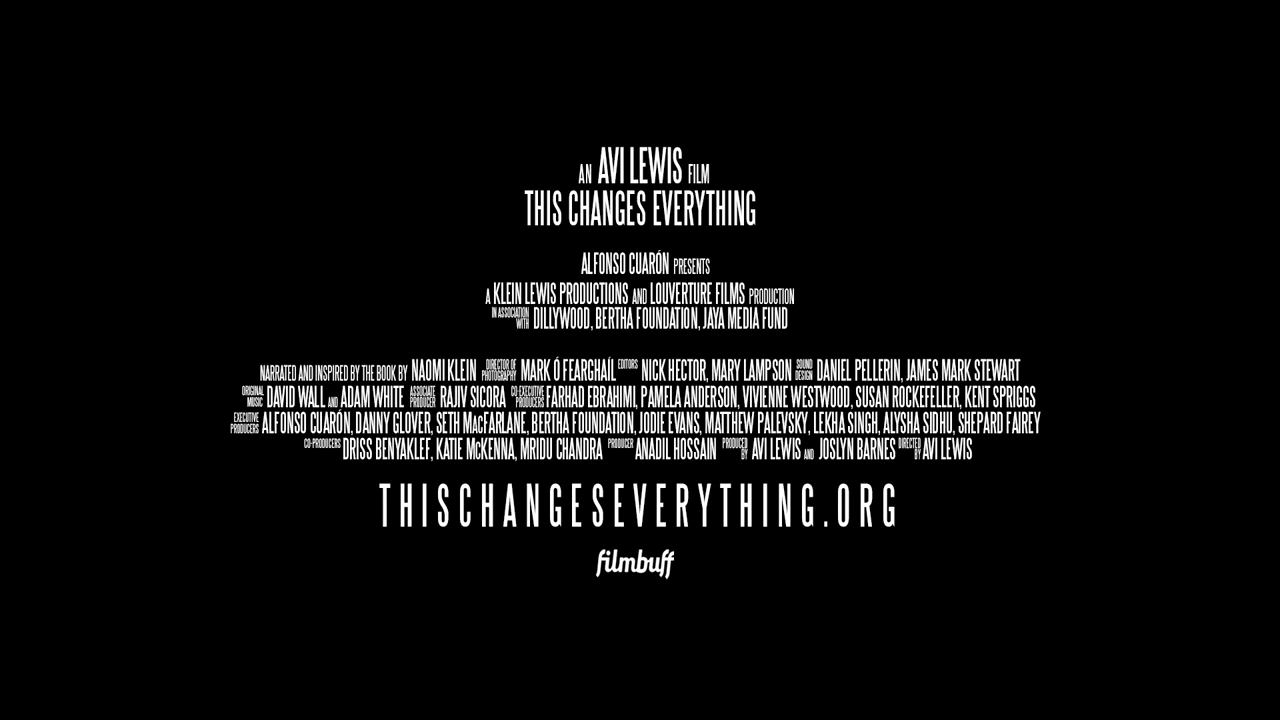 AN AVI LEWIS FILM
THIS CHANGES EVERYTHING
ALFONSO CUARÓN PRESENTS
A KLEIN LEWIS PRODUCTIONS AND LOUVERTURE FILMS PRODUCTION
IN ASSOCIATION WITH DILLYWOOD, BERTHA FOUNDATION, JAYA MEDIA FUND
NARRATED AND INSPIRED BY THE BOOK BY NAOMI KLEIN DIRECTOR OF PHOTOGRAPHY MARK Ó FEARGHAÍL EDITORS NICK HECTOR, MARY LAMPSON SOUND DESIGN DANIEL PELLERIN, JAMES MARK STEWART
ORIGINAL MUSIC DAVID WALL AND ADAM WHITE ASSOCIATE PRODUCER RAJIV SICORA CO-EXECUTIVE PRODUCERS FARHAD EBRAHIMI, PAMELA ANDERSON, VIVIENNE WESTWOOD, SUSAN ROCKEFELLER, KENT SPRIGGS
EXECUTIVE PRODUCERS ALFONSO CUARÓN, DANNY GLOVER, SETH MACFARLANE, BERTHA FOUNDATION, JODIE EVANS, MATTHEW PALEVSKY, LEKHA SINGH, ALYSHA SIDHU, SHEPARD FAIREY
CO-PRODUCERS DRISS BENYAKLEF, KATIE MCKENNA, MRIDU CHANDRA PRODUCER ANADIL HOSSAIN PRODUCED BY AVI LEWIS AND JOSLYN BARNES DIRECTED BY AVI LEWIS
THISCHANGESEVERYTHING.ORG
filmbuff